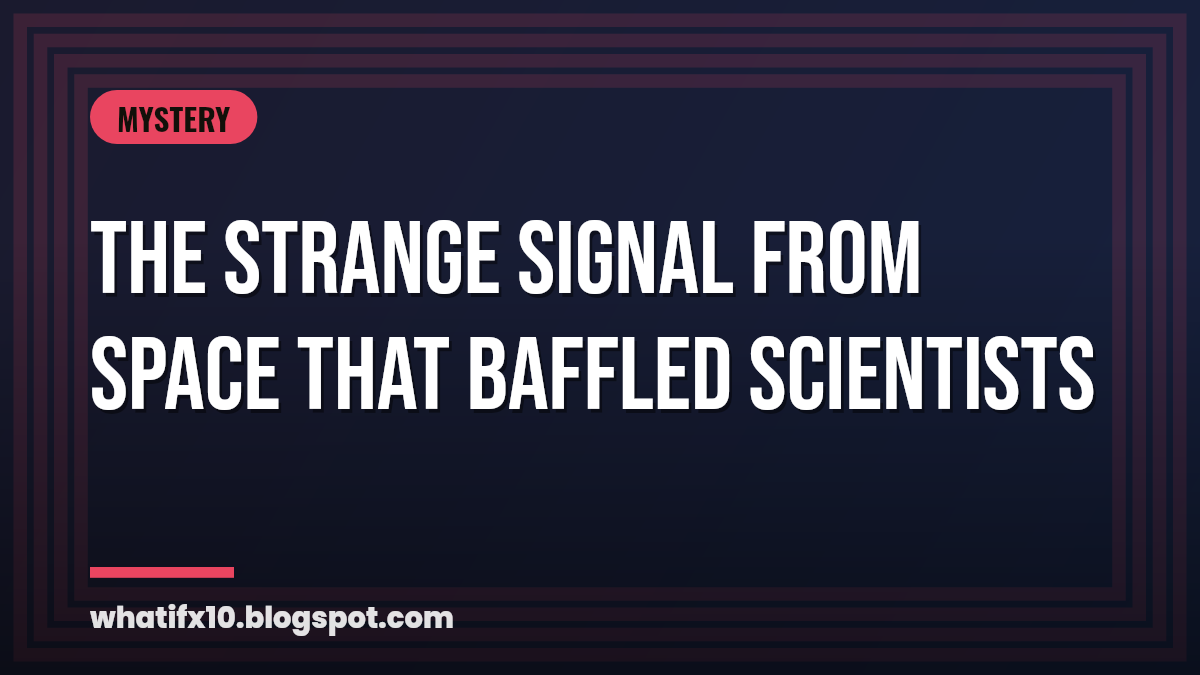 MYSTERY
THE STRANGE SIGNAL FROM
SPACE THAT BAFFLED SCIENTISTS
whatifx10.blogspot.com